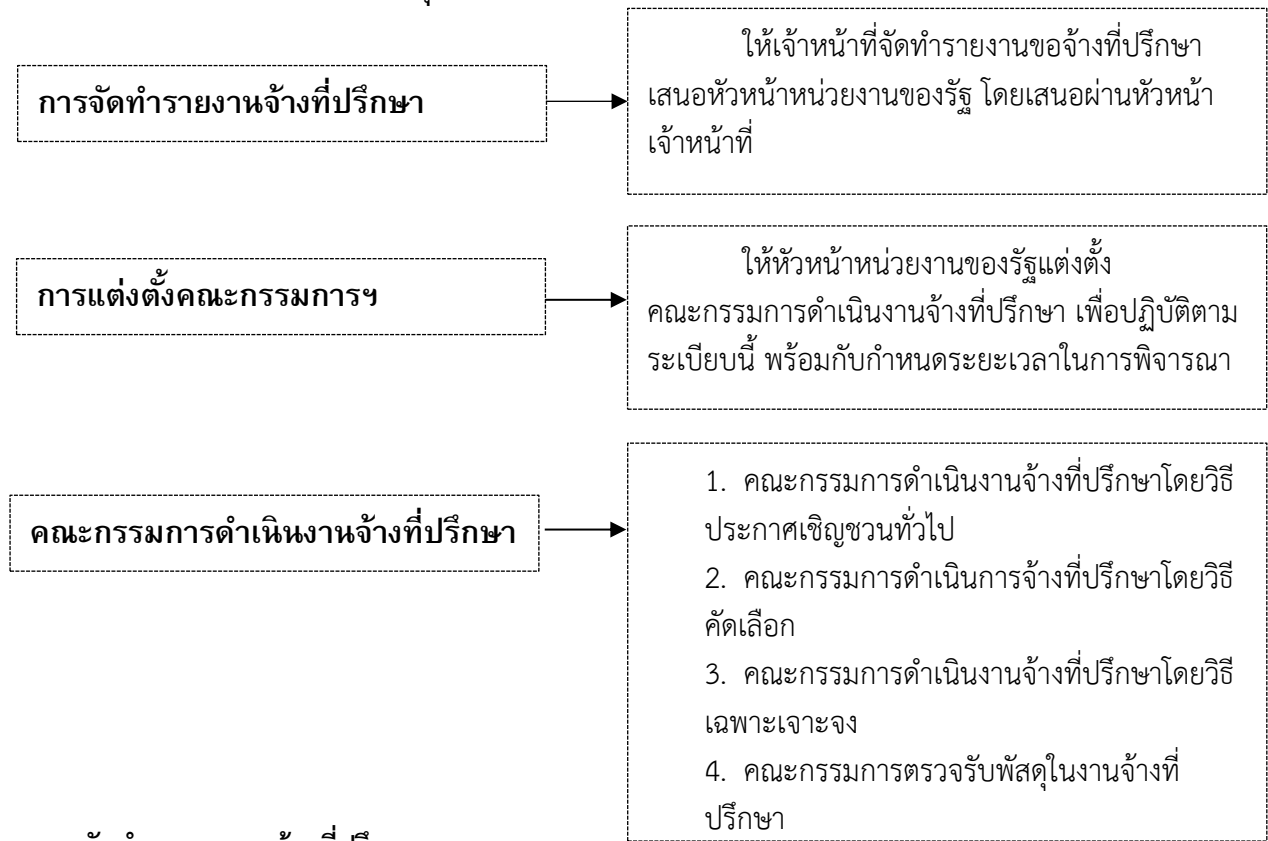 ให้เจ้าหน้าที่จัดทำรายงานขอจ้างที่ปรึกษา
การจัดทำรายงานจ้างที่ปรึกษา
เสนอหัวหน้าหน่วยงานของรัฐ โดยเสนอผ่านหัวหน้า
เจ้าหน้าที่
ให้หัวหน้าหน่วยงานของรัฐแต่งตั้ง
การแต่งตั้งคณะกรรมการฯ
คณะกรรมการดำเนินงานจ้างที่ปรึกษา เพื่อปฏิบัติตาม
ระเบียบนี้ พร้อมกับกำหนดระยะเวลาในการพิจารณา
คณะกรรมการดำเนินงานจ้างที่ปรึกษา
1. คณะกรรมการดำเนินงานจ้างที่ปรึกษาโดยวิธี
ประกาศเชิญชวนทั่วไป
2. คณะกรรมการดำเนินการจ้างที่ปรึกษาโดยวิธี
คัดเลือก
3. คณะกรรมการดำเนินงานจ้างที่ปรึกษาโดยวิธี
เฉพาะเจาะจง
4. คณะกรรมการตรวจรับพัสดุในงานจ้างที่
ปรึกษา